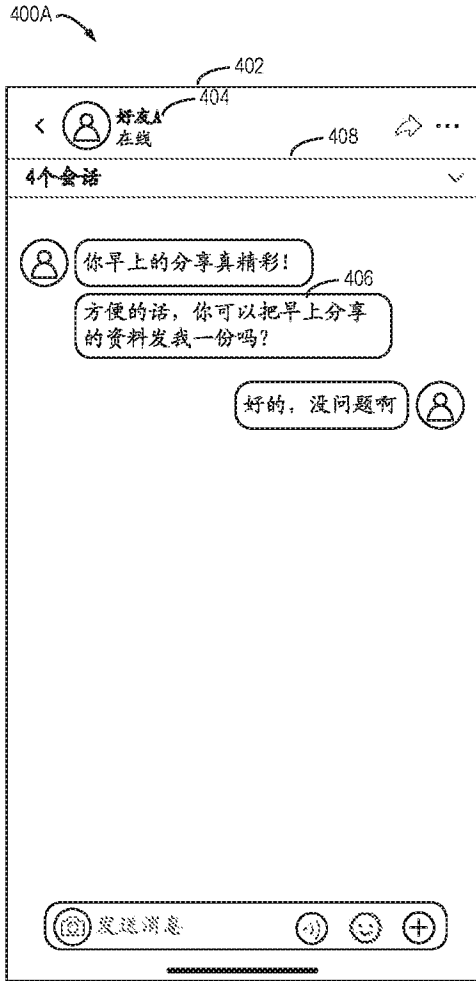 400A
402
好友A
404
在线
408
4个会话
你早上的分享真精彩！
406
方便的话，你可以把早上分享
的资料发我一份吗？
好的，没问题啊
发送消息